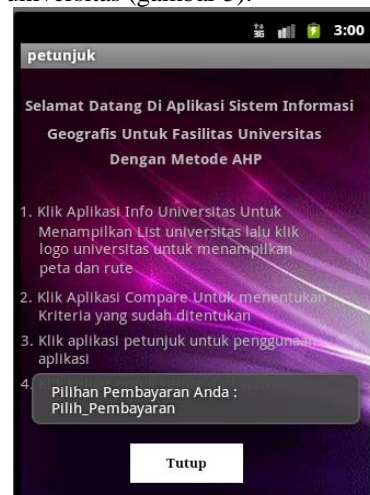 universitas (gambar 5).
3G 3:00
petunjuk
Selamat Datang Di Aplikasi Sistem Informasi
Geografis Untuk Fasilitas Universitas
Dengan Metode AHP
1. Klik Aplikasi Info Universitas Untuk
Menampilkan List universitas lalu klik
logo universitas untuk menampilkan
peta dan rute
2. Klik Aplikasi Compare Untuk menentukan
Kriteria yang sudah ditentukan
3. Klik aplikasi petunjuk untuk penggunaan
aplikasi
4.
Pilihan Pembayaran Anda :
Pilih_Pembayaran
Tutup